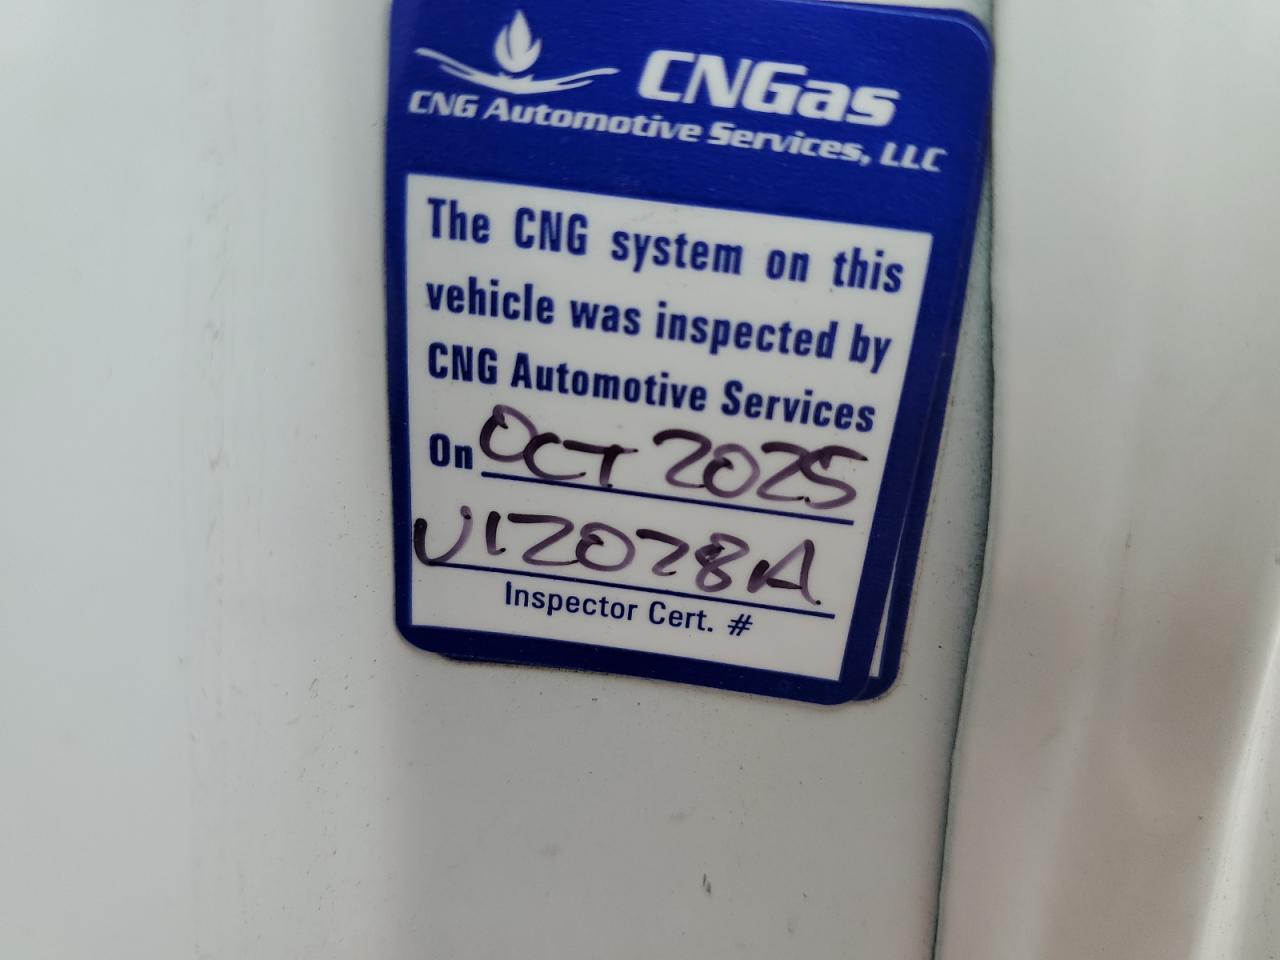 CNGas
CNG Automotive Services, LLC
The CNG system on this
vehicle was inspected by
CNG Automotive Services
On OCT 2025
V12028A
Inspector Cert. #